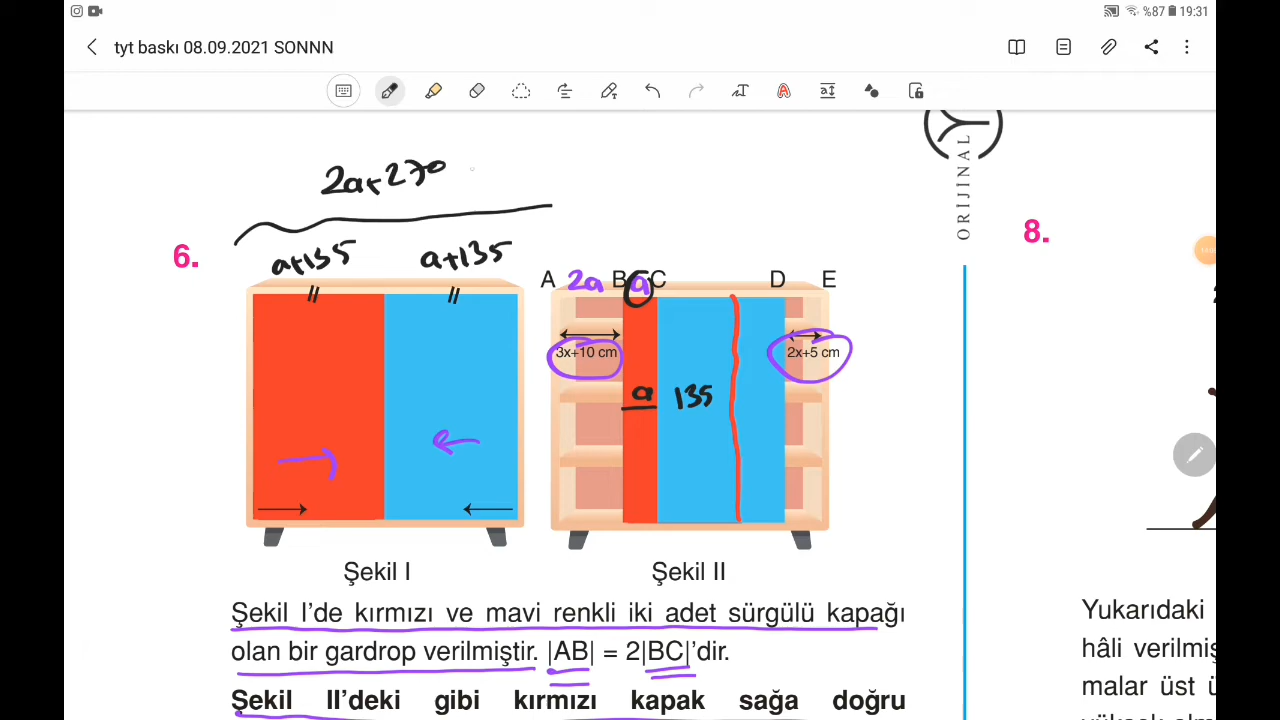 %87 19:31
tyt baskı 08.09.2021 SONNN
ORİJİNAL
2a+270
6.
a+135 a+135
A 2a B a C D E
8.
3x+10 cm
2x+5 cm
a 135
Şekil I
Şekil II
Şekil I'de kırmızı ve mavi renkli iki adet sürgülü kapağı
olan bir gardrop verilmiştir. |AB| = 2|BC|'dir.
Şekil II'deki gibi kırmızı kapak sağa doğru
Yukarıdaki
hâli verilmiş
malar üst ü